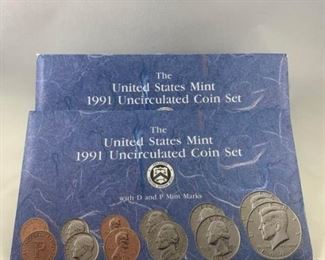 The
United States Mint
1991 Uncirculated Coin Set
The
United States Mint
1991 Uncirculated Coin Set
with D and P Mint Marks